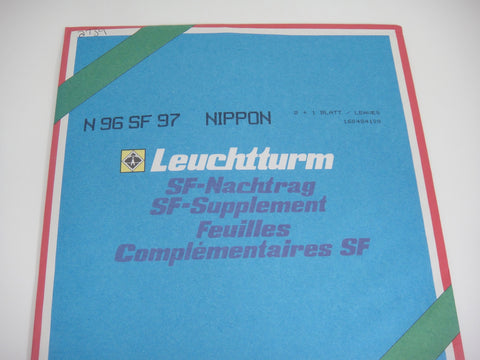 N 96 SF 97 NIPPON 2 + 1 BLATT / LEAVES
Leuchtturm
SF-Nachtrag
SF-Supplement
Feuilles
Complémentaires SF